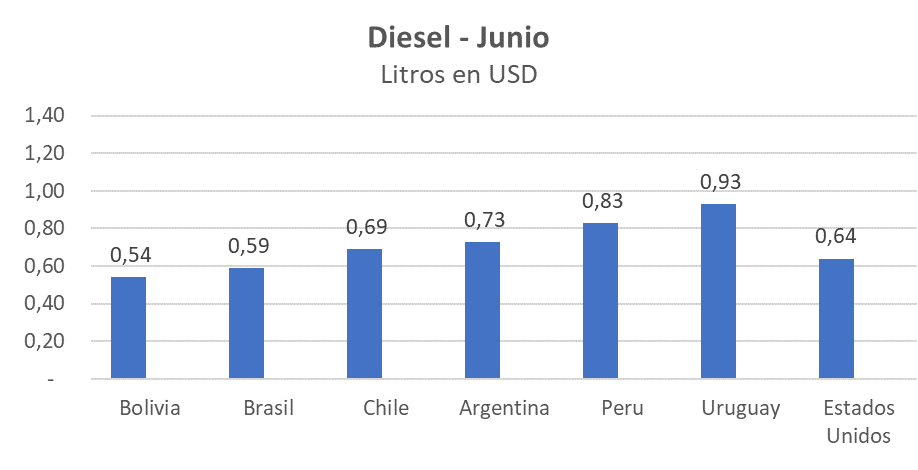 Diesel - Junio
Litros en USD
1,40
1,20
1,00
0,80
0,60
0,40
0,20
-
0,54
0,59
0,69
0,73
0,83
0,93
0,64
Bolivia
Brasil
Chile
Argentina
Peru
Uruguay
Estados
Unidos